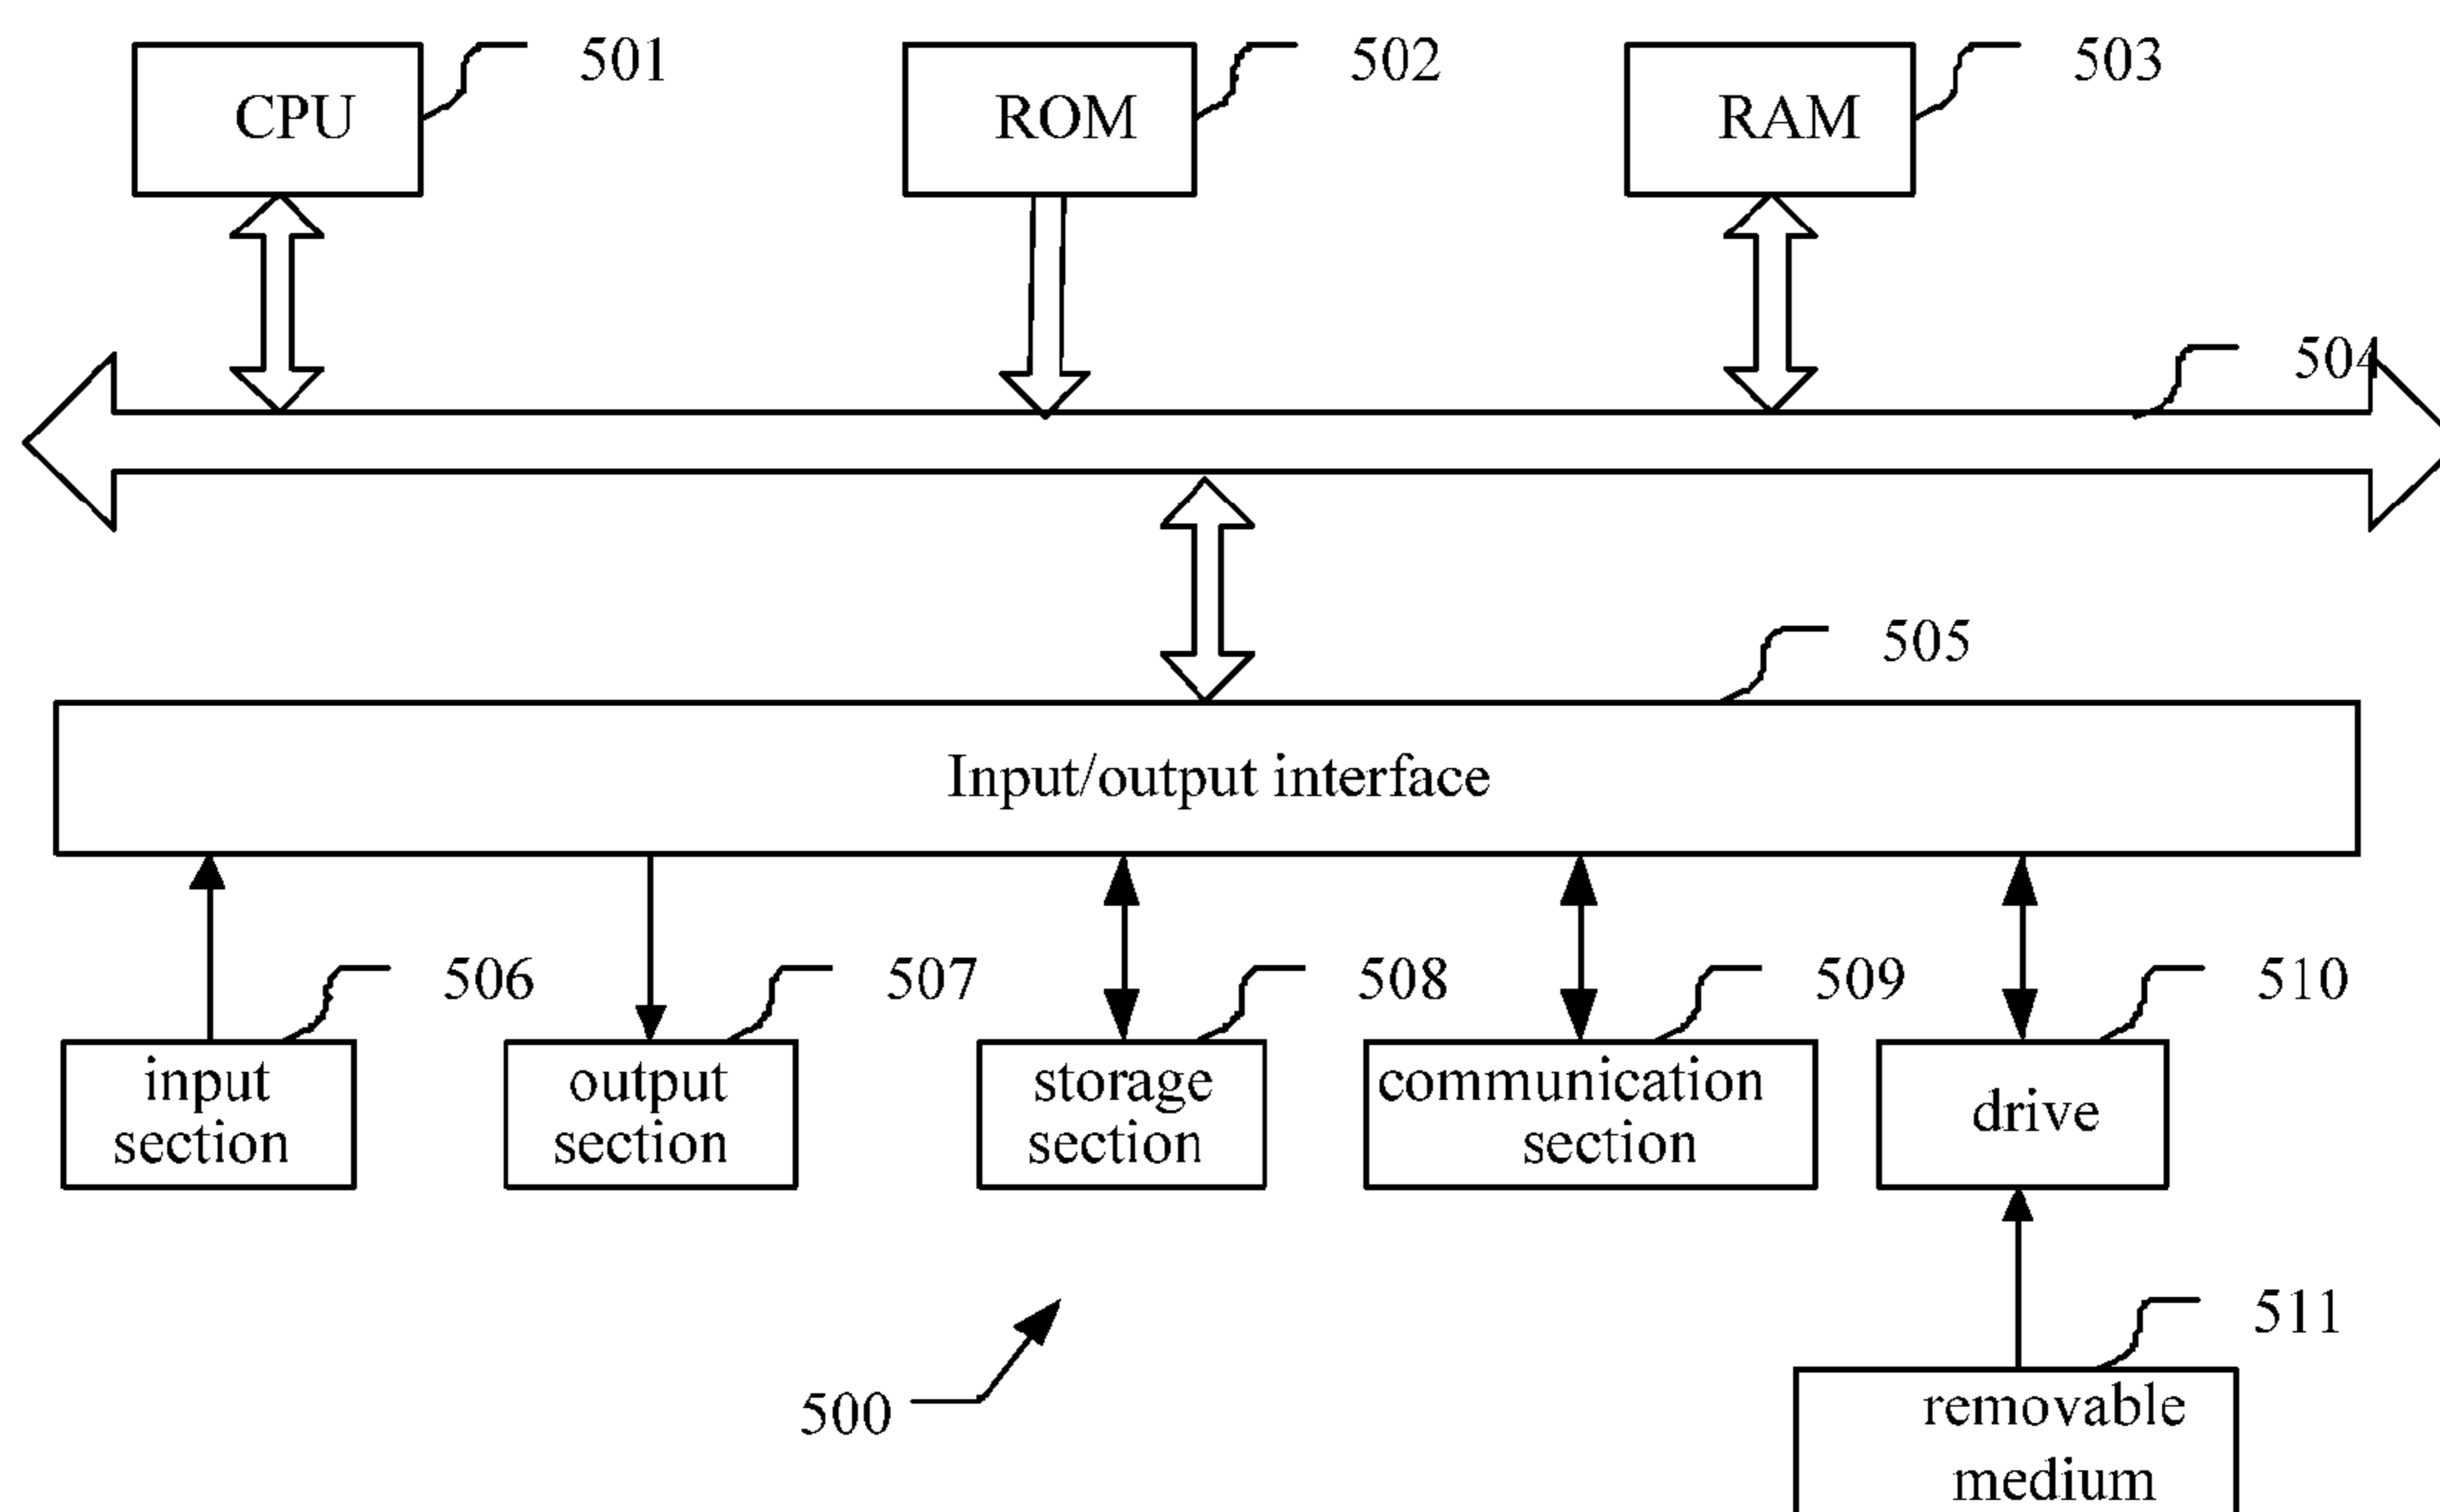 CPU
501
ROM
502
RAM
503
504
505
Input/output interface
506
507
508
509
510
input
section
output
section
storage
section
communication
section
drive
511
500
removable
medium